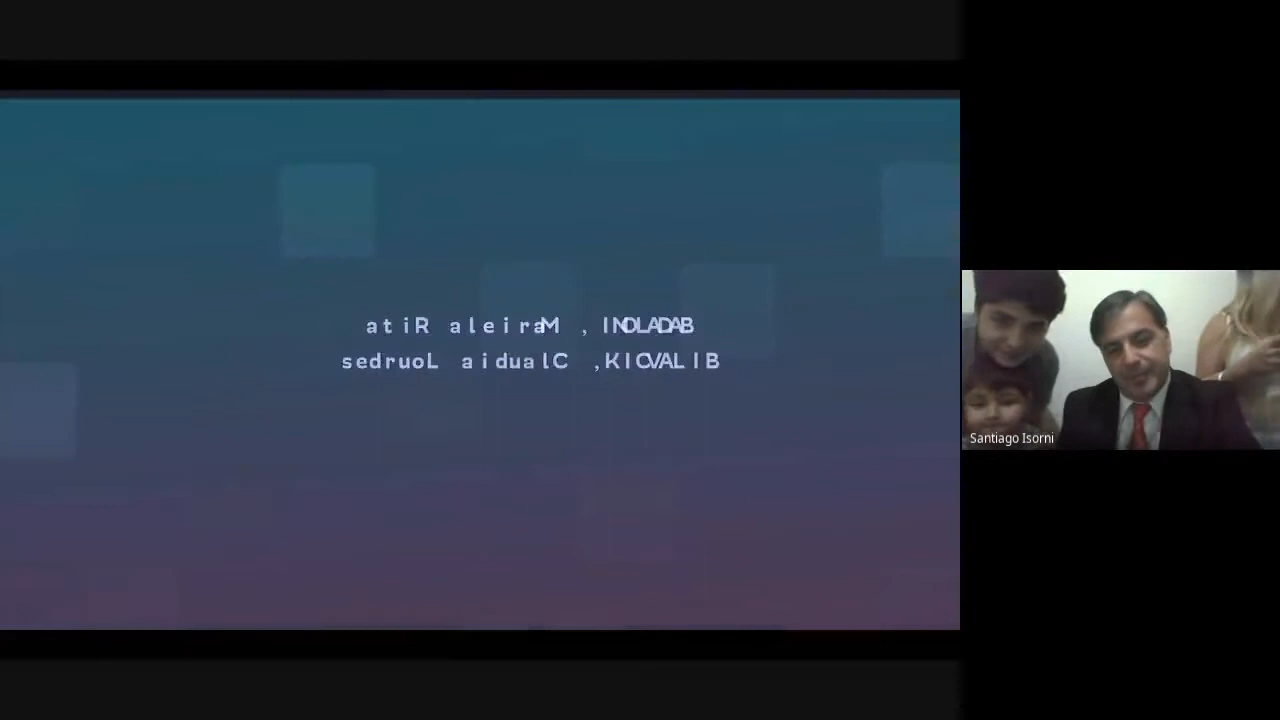 atiR aleiraM ,INOLADAB
sedruoL aidualC ,KICVALIB
Santiago Isorni